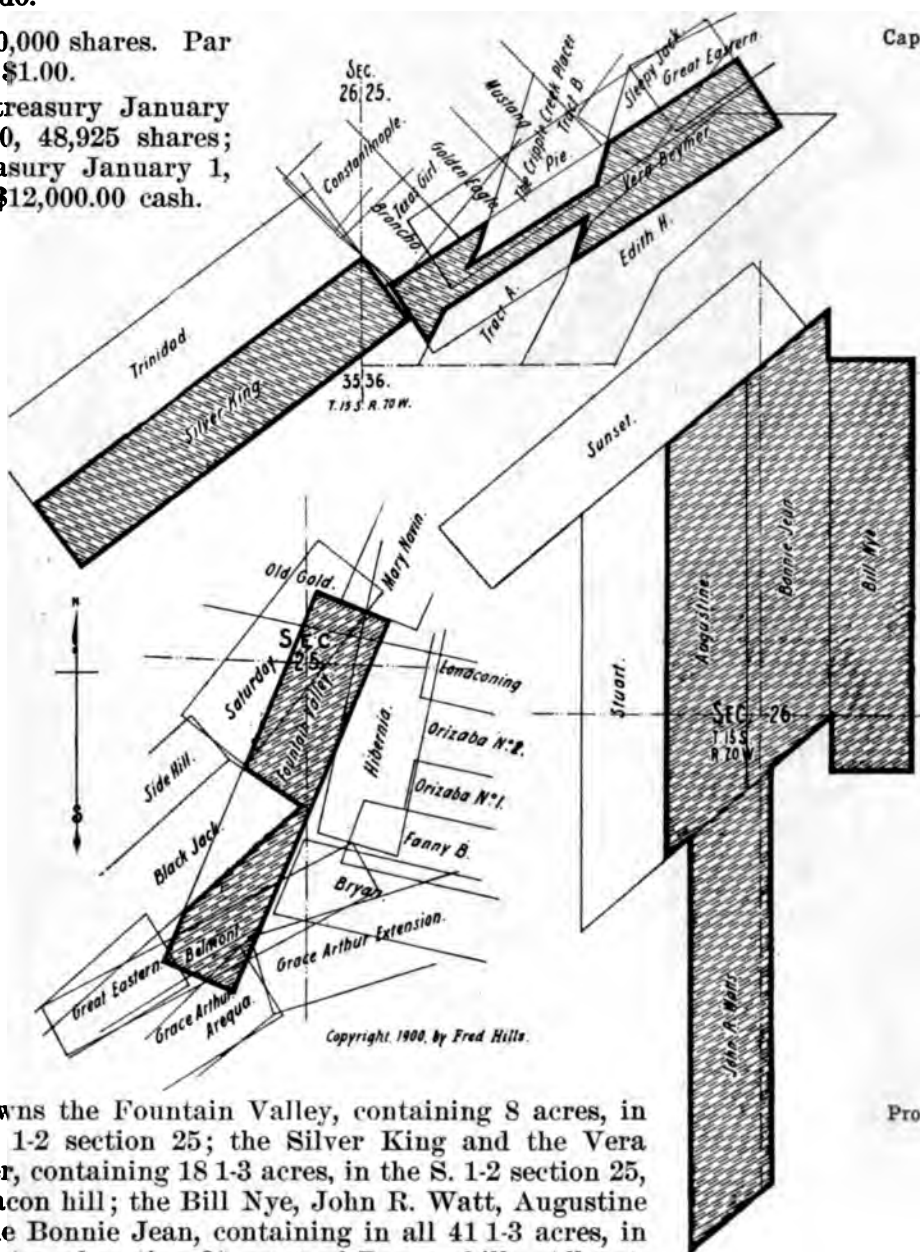 0,000 shares. Par
$1.00.
treasury January
0, 48,925 shares;
asury January 1,
$12,000.00 cash.
Cap
SEC.
26 25.
Constantinople.
Texas Girl
Broncho.
Golden Eagle
Mustang
The Cripple Creek Placer
Tract B
Pie
Sleepy Jack.
Great Eastern.
Vera Beymer
Edith H.
Tract A.
Trinidad
Silver King
35 36.
T. 15 S. R. 70 W.
Sunset.
Stuart.
Augustine
Bonnie Jean
Bill Nye
SEC. 26
T. 15 S.
R. 70 W.
John R Watt
N
S
Old Gold.
Mary Navin.
SEC
25
Saturday
Fountain Valley
Hibernia.
Lonaconing
Orizaba No. 2.
Orizaba No. 1.
Fanny B.
Bryan.
Side Hill.
Black Jack.
Belmont.
Great Eastern.
Grace Arthur
Arequa.
Grace Arthur Extension.
Copyright, 1900, by Fred Hills.
wns the Fountain Valley, containing 8 acres, in
1-2 section 25; the Silver King and the Vera
r, containing 18 1-3 acres, in the S. 1-2 section 25,
acon hill; the Bill Nye, John R. Watt, Augustine
e Bonnie Jean, containing in all 41 1-3 acres, in
Pro